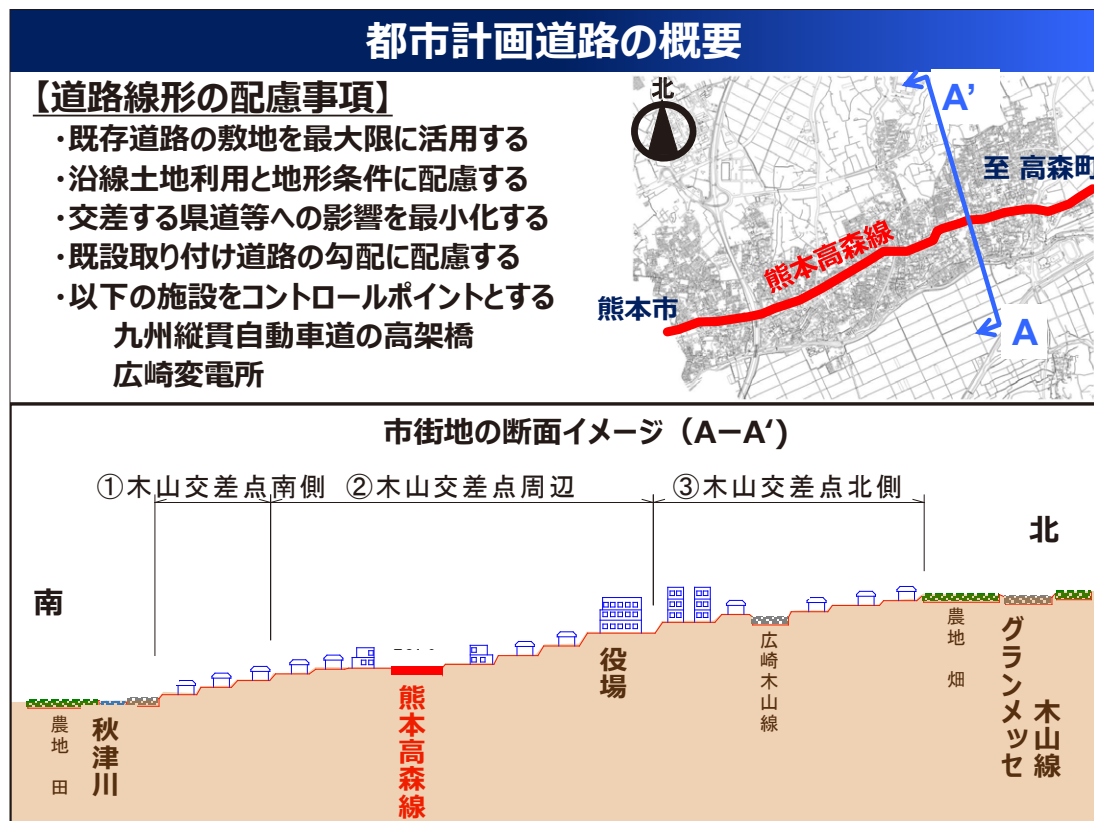 都市計画道路の概要
【道路線形の配慮事項】
・既存道路の敷地を最大限に活用する
・沿線土地利用と地形条件に配慮する
・交差する県道等への影響を最小化する
・既設取り付け道路の勾配に配慮する
・以下の施設をコントロールポイントとする
九州縦貫自動車道の高架橋
広崎変電所
北
A’
至 高森町
熊本高森線
熊本市
A
市街地の断面イメージ（A－A‘）
①木山交差点南側
②木山交差点周辺
③木山交差点北側
北
南
農地 田
秋津川
熊本高森線
役場
広崎木山線
農地 畑
グランメッセ
木山線